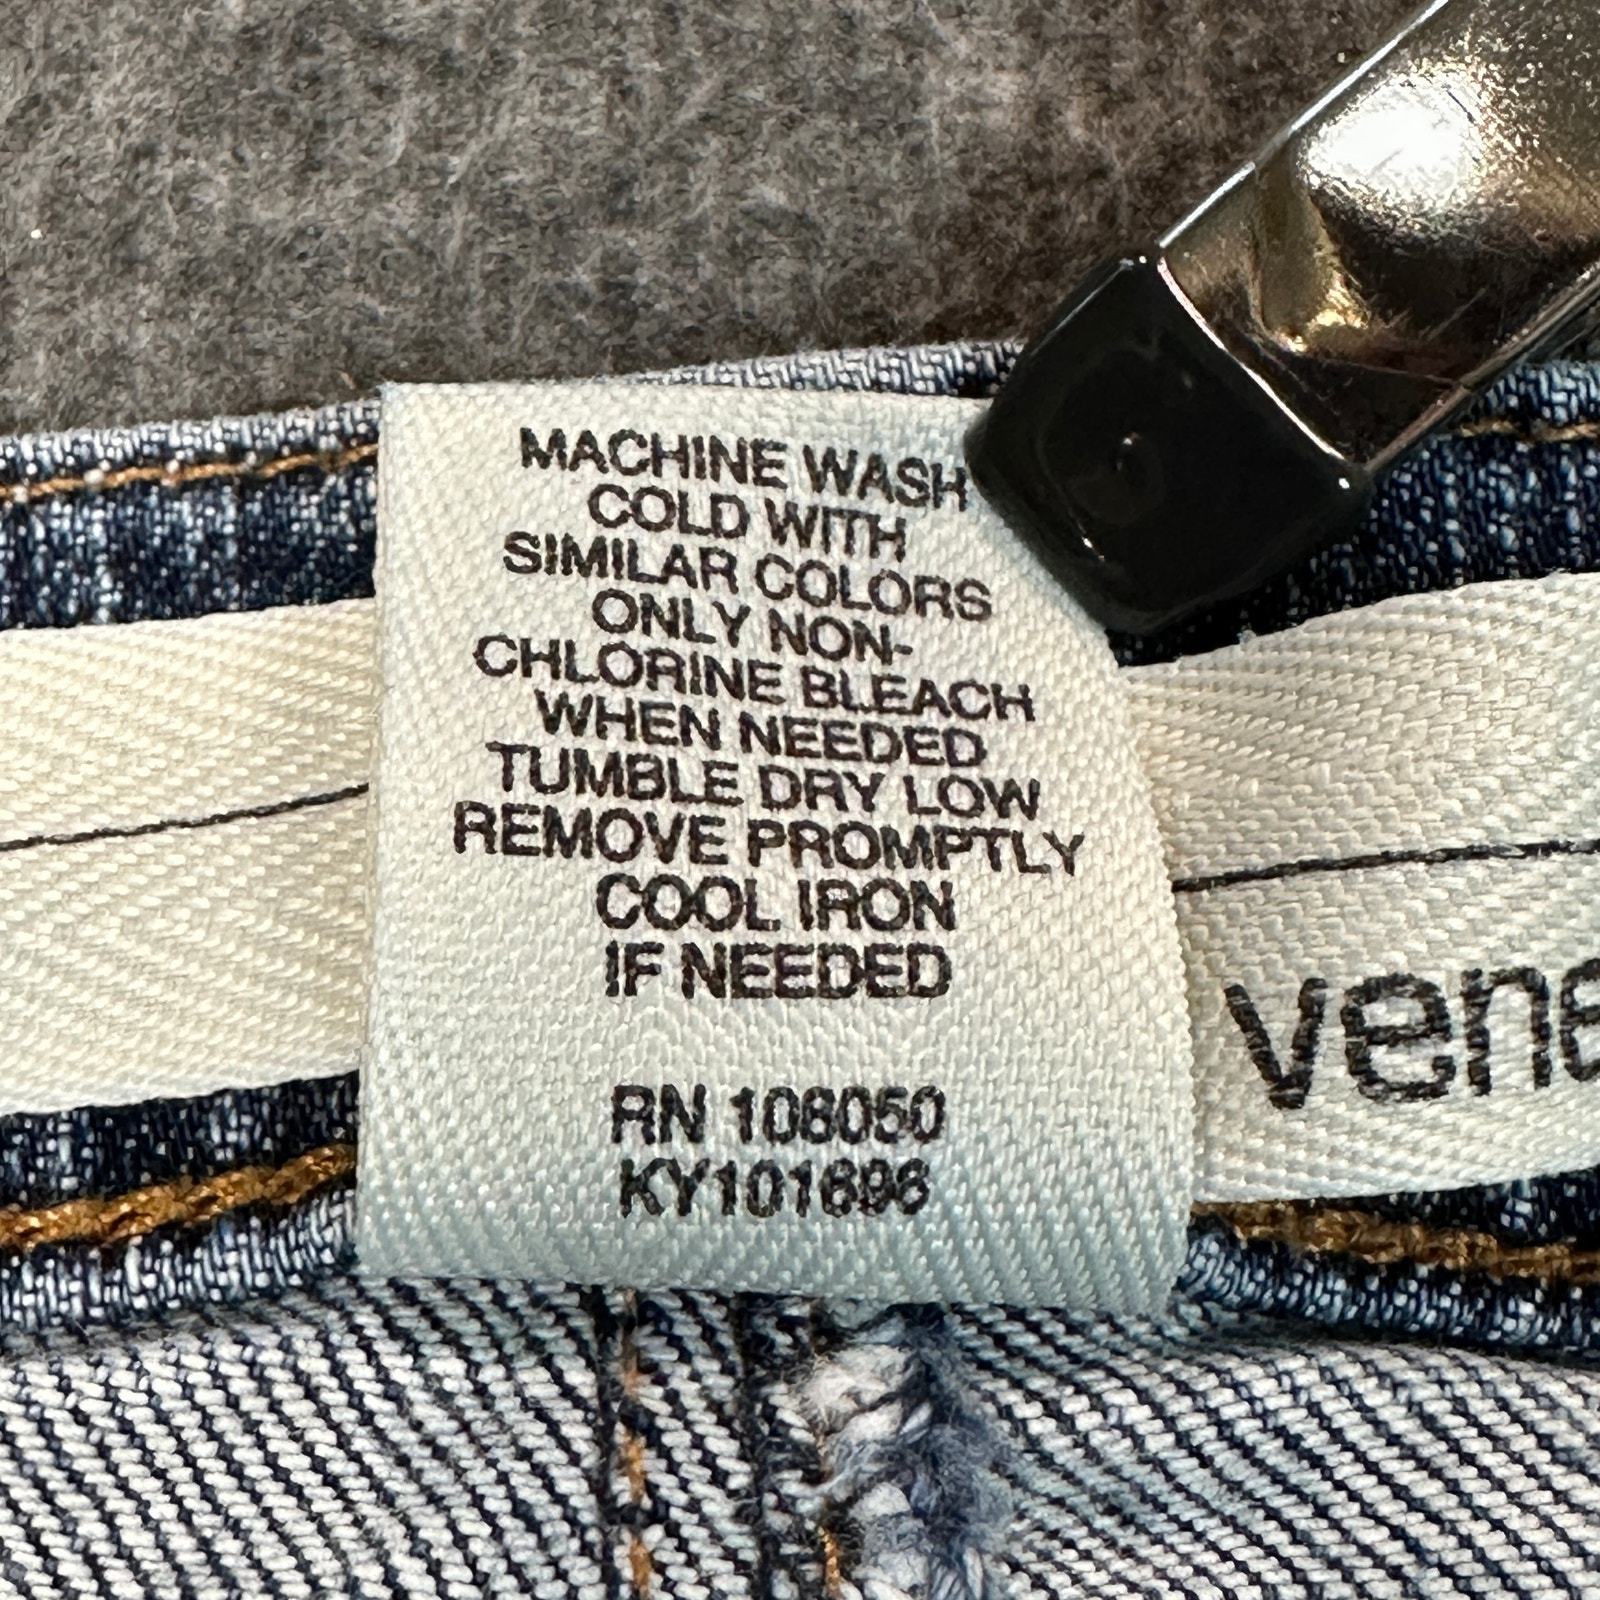 MACHINE WASH
COLD WITH
SIMILAR COLORS
ONLY NON-
CHLORINE BLEACH
WHEN NEEDED
TUMBLE DRY LOW
REMOVE PROMPTLY
COOL IRON
IF NEEDED
RN 106050
KY101696
vene